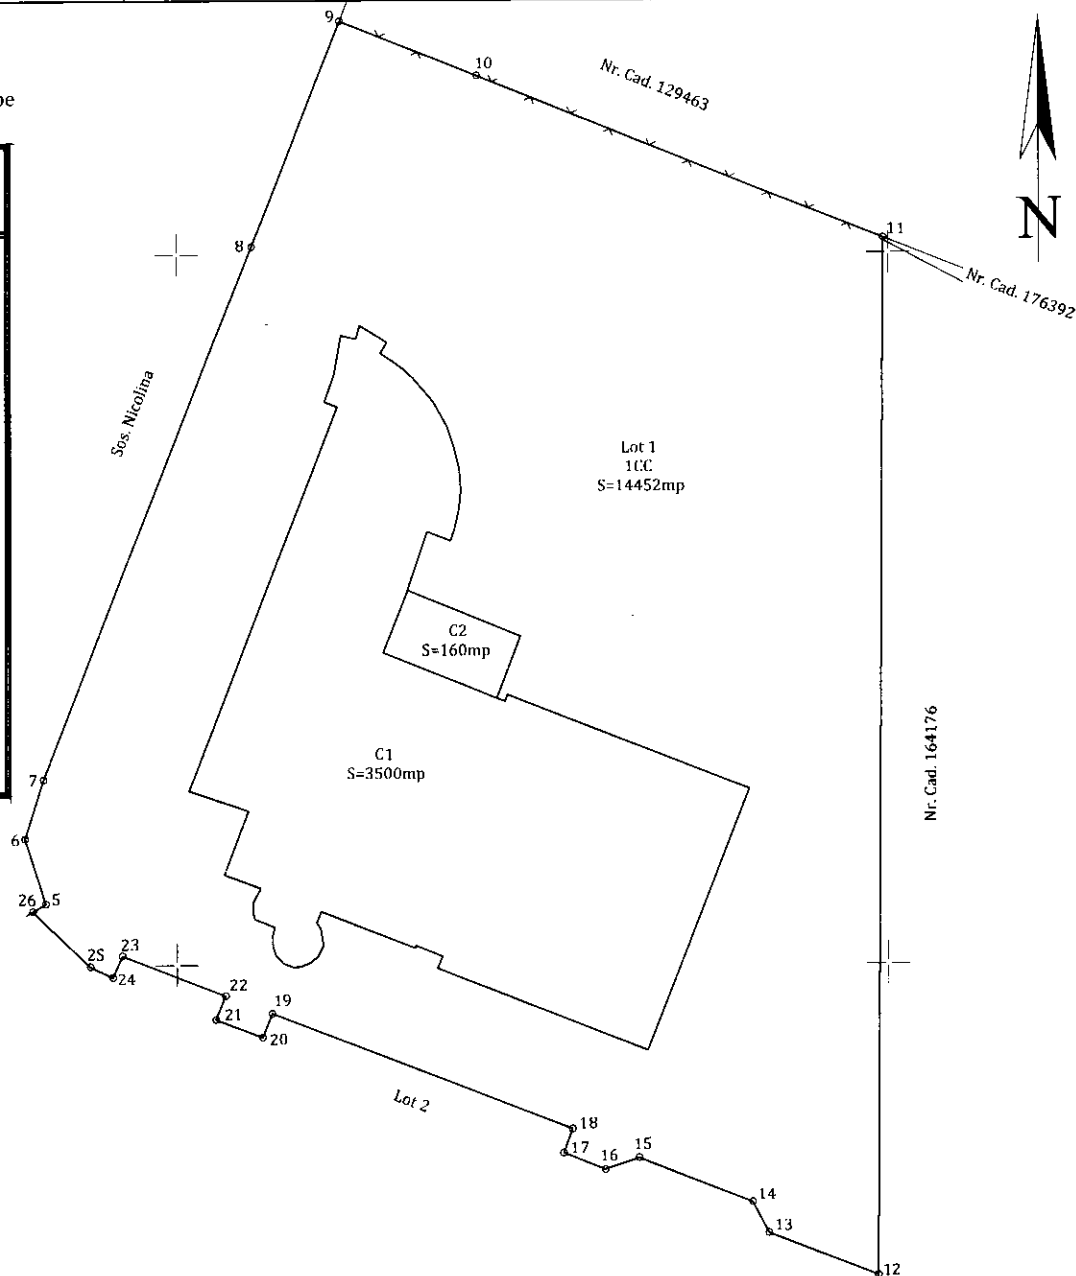 9
10
Nr. Cad. 129463
pe
11
N
8
Nr. Cad. 176392
Sos. Nicolina
Lot 1
1CC
S=14452mp
C2
S=160mp
Nr. Cad. 164176
C1
S=3500mp
7
6
26
5
23
25
24
22
19
21
20
Lot 2
18
17
15
16
14
13
12